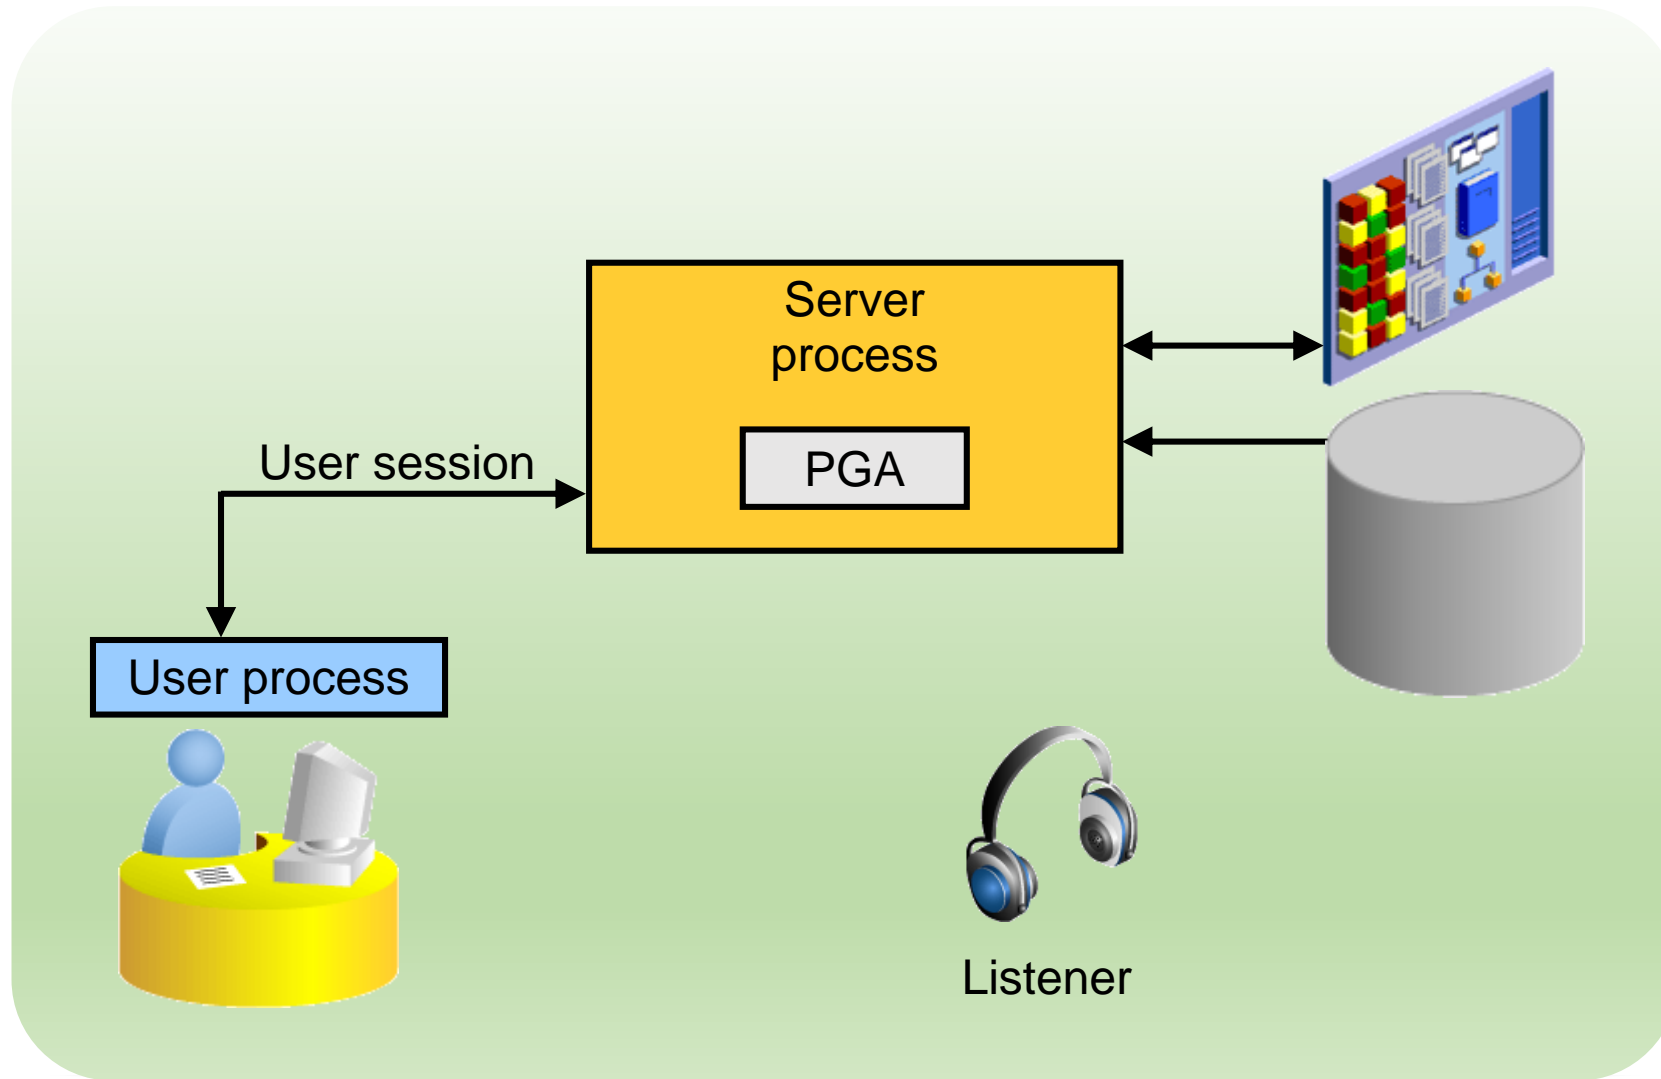 Server
process
PGA
User session
User process
Listener